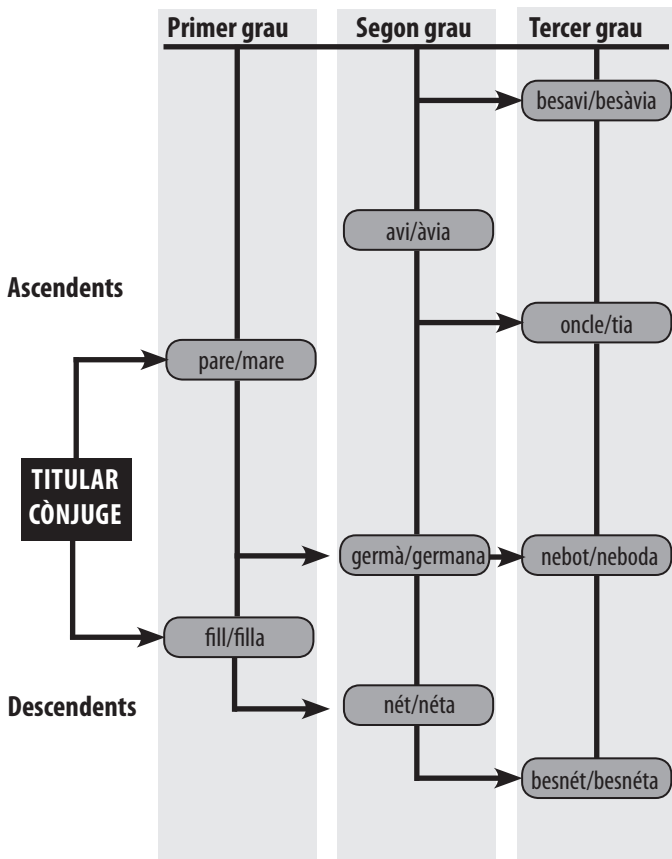 Primer grau
Segon grau
Tercer grau
besavi/besàvia
avi/àvia
Ascendents
oncle/tia
pare/mare
TITULAR
CÒNJUGE
germà/germana
nebot/neboda
fill/filla
Descendents
nét/néta
besnét/besnéta